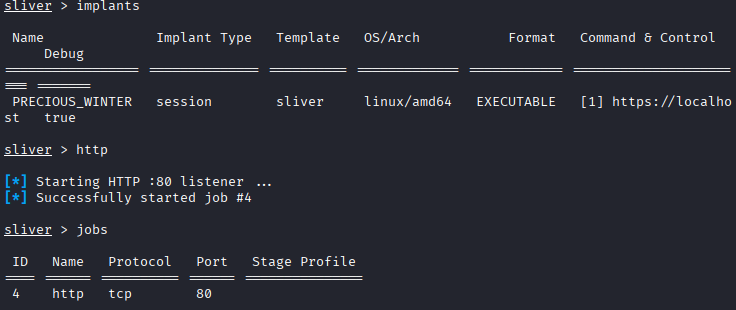 sliver > implants
Name Implant Type Template OS/Arch Format Command & Control
Debug
================== ============== ========== ============= ============ =====================
=== =======
PRECIOUS_WINTER session sliver linux/amd64 EXECUTABLE [1] https://localho
st true
sliver > http
[*] Starting HTTP :80 listener ...
[*] Successfully started job #4
sliver > jobs
ID Name Protocol Port Stage Profile
==== ====== ========== ====== ===============
4 http tcp 80